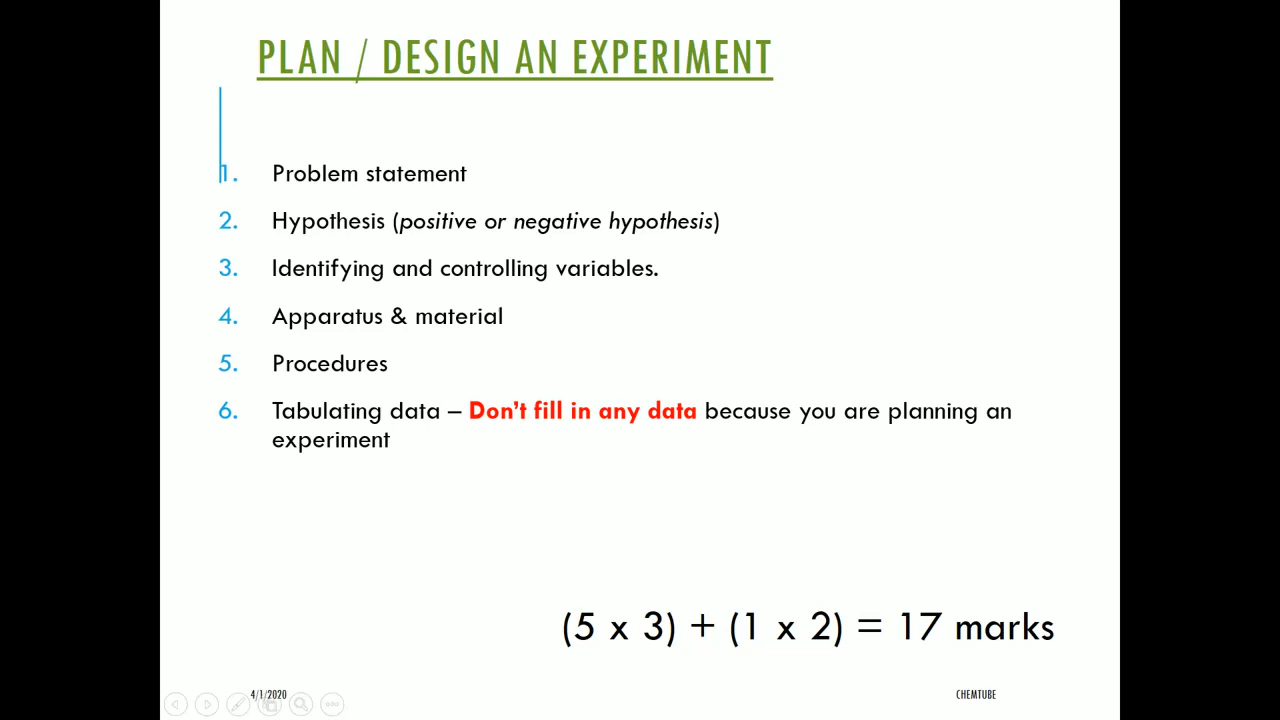 PLAN / DESIGN AN EXPERIMENT
1. Problem statement
2. Hypothesis (positive or negative hypothesis)
3. Identifying and controlling variables.
4. Apparatus & material
5. Procedures
6. Tabulating data – Don't fill in any data because you are planning an
experiment
(5 x 3) + (1 x 2) = 17 marks
4/1/2020
CHEMTUBE